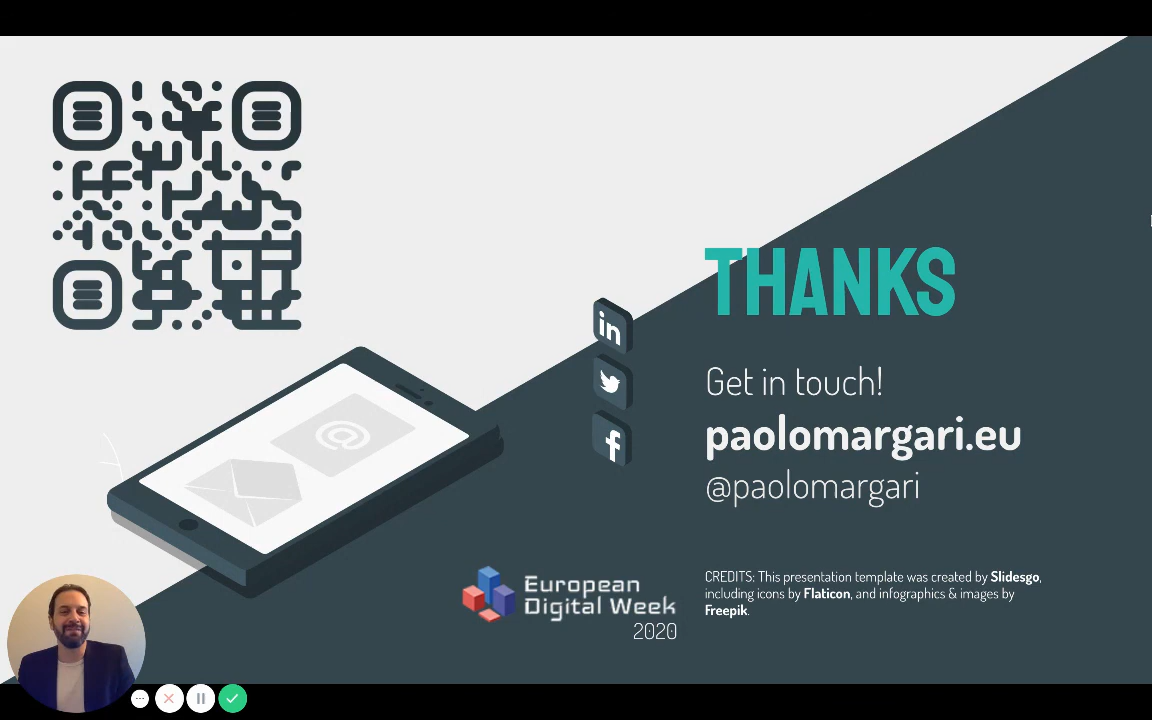 THANKS
in
Get in touch!
paolomargari.eu
@paolomargari
European
Digital Week
2020
CREDITS: This presentation template was created by Slidesgo,
including icons by Flaticon, and infographics & images by
Freepik.